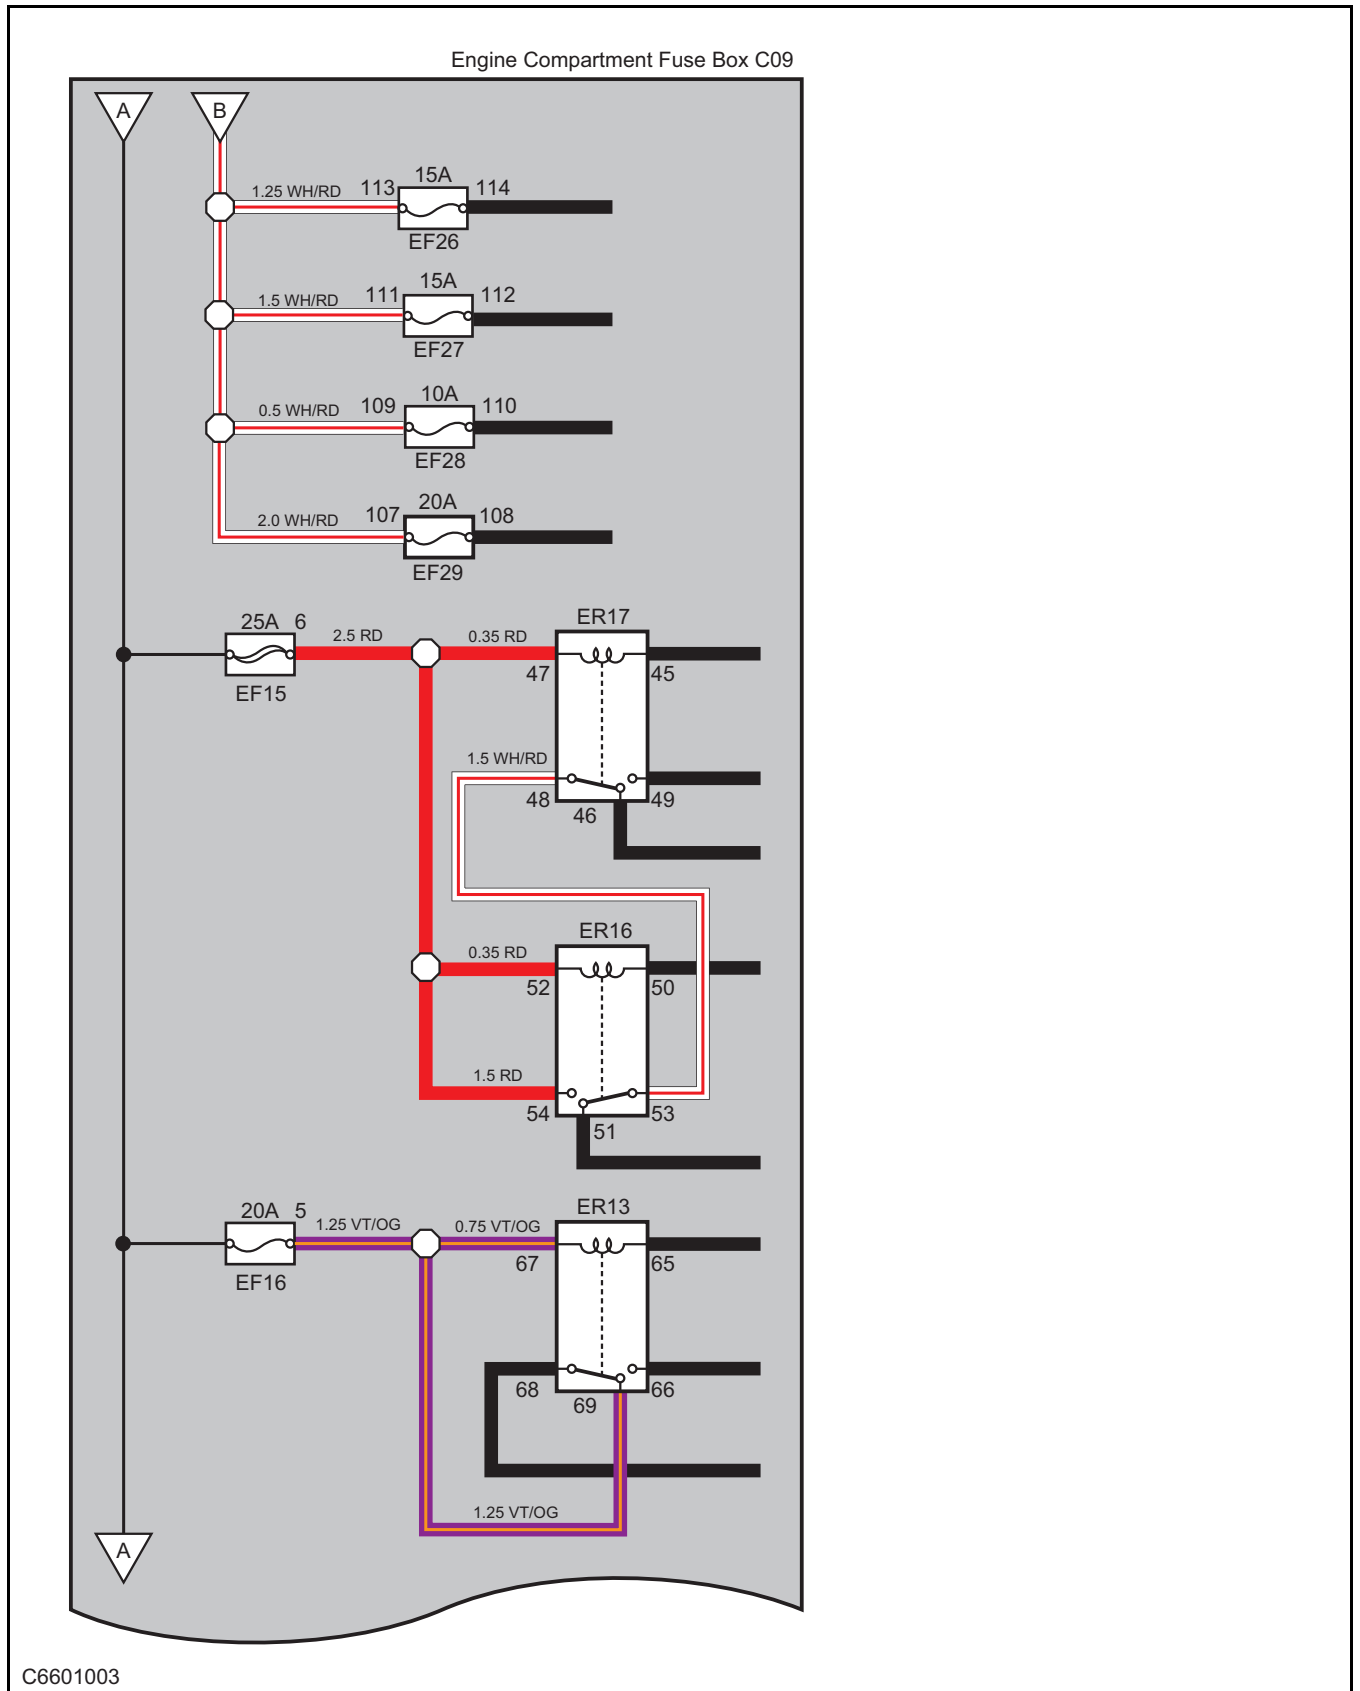 Engine Compartment Fuse Box C09
A
B
15A
1.25 WH/RD
113
114
EF26
15A
1.5 WH/RD
111
112
EF27
10A
0.5 WH/RD
109
110
EF28
20A
2.0 WH/RD
107
108
EF29
25A
6
2.5 RD
0.35 RD
ER17
47
45
EF15
1.5 WH/RD
48
46
49
ER16
0.35 RD
52
50
1.5 RD
54
51
53
20A
5
1.25 VT/OG
0.75 VT/OG
ER13
67
65
EF16
68
69
66
1.25 VT/OG
A
C6601003